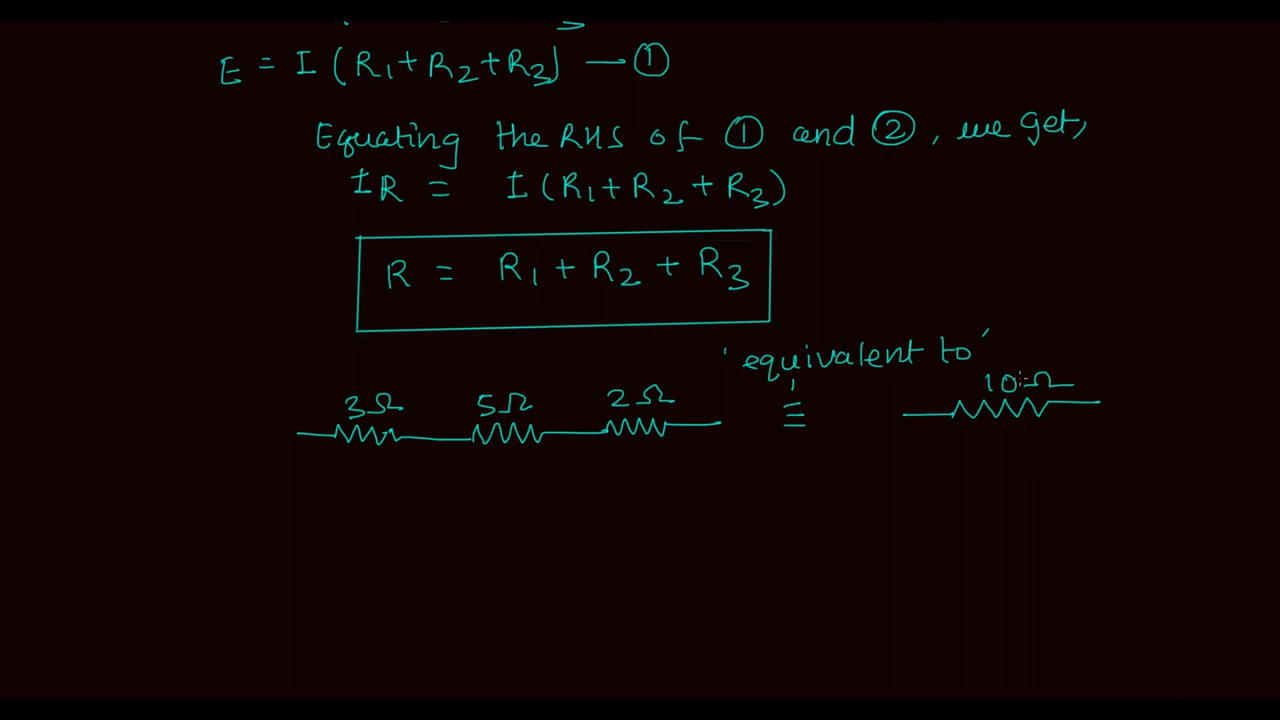 E = I (R1+R2+R3) —①
Equating the RHS of ① and ②, we get,
IR = I(R1+R2+R3)
R = R1+R2+R3
'equivalent to'
3Ω 5Ω 2Ω ≡ 10Ω